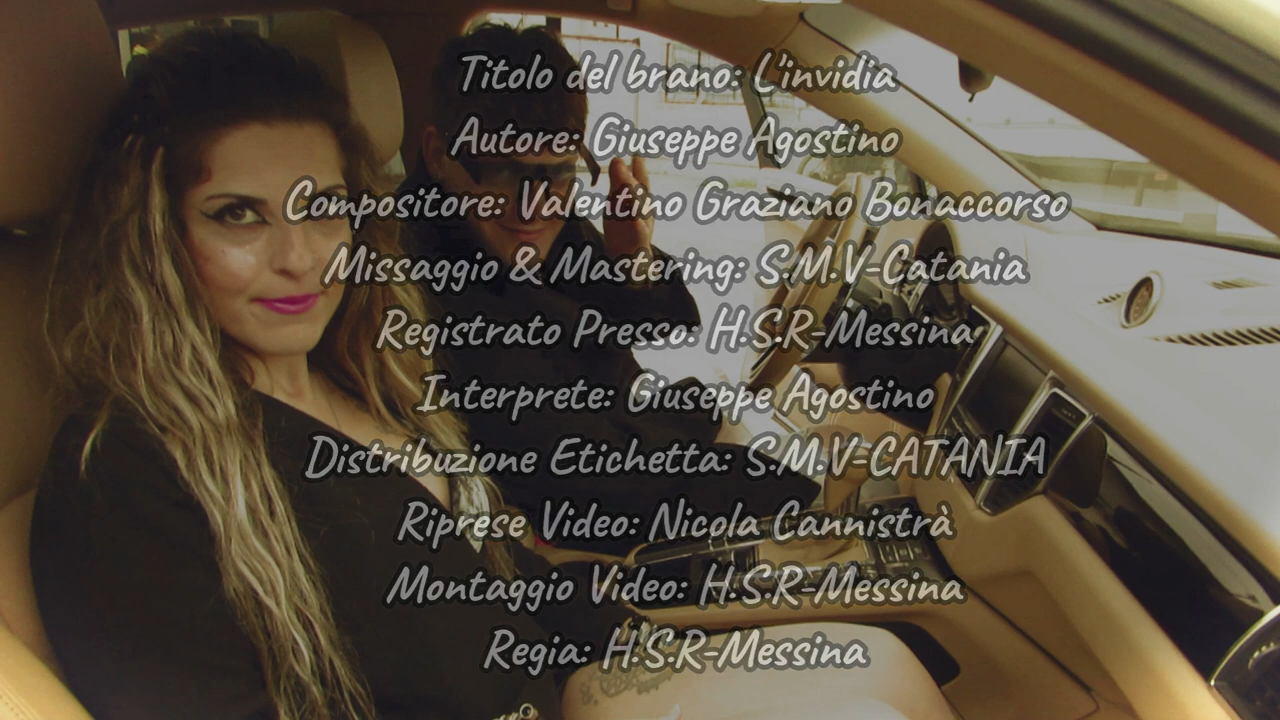 Titolo del brano: L'invidia
Autore: Giuseppe Agostino
Compositore: Valentino Graziano Bonaccorso
Missaggio & Mastering: S.M.V-Catania
Registrato Presso: H.S.R-Messina
Interprete: Giuseppe Agostino
Distribuzione Etichetta: S.M.V-CATANIA
Riprese Video: Nicola Cannistrà
Montaggio Video: H.S.R-Messina
Regia: H.S.R-Messina